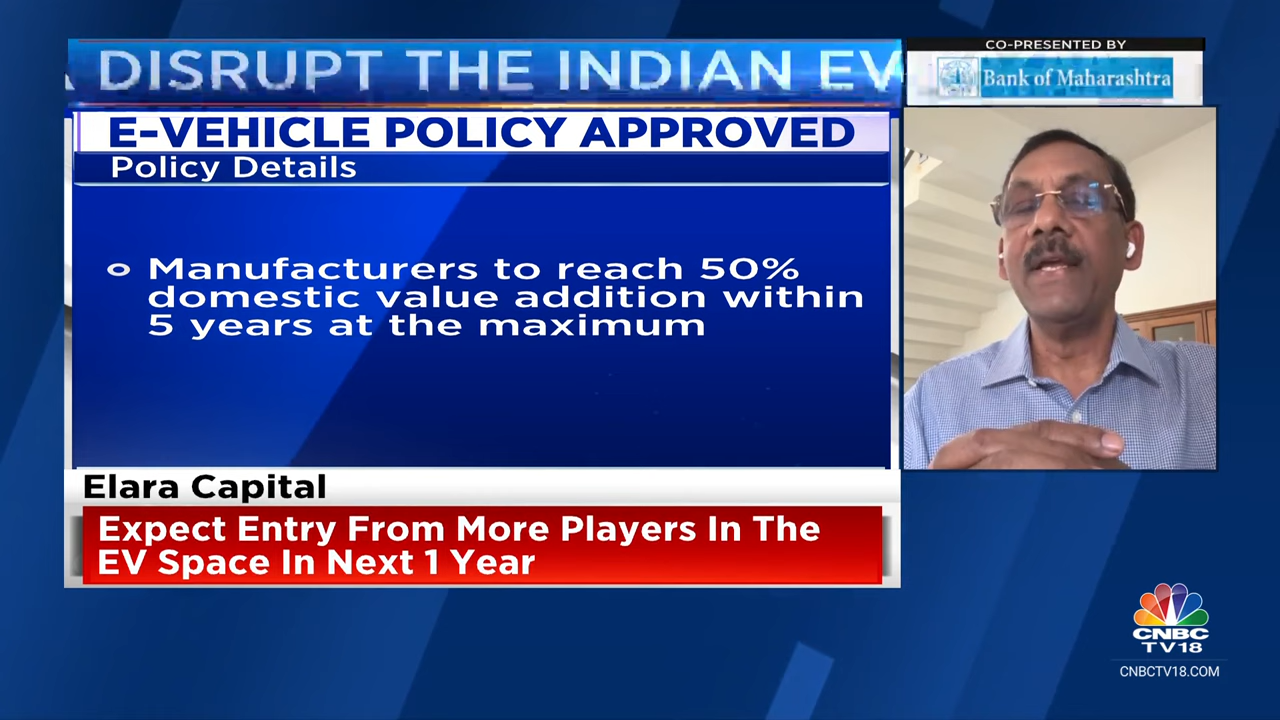 DISRUPT THE INDIAN EV
CO-PRESENTED BY
Bank of Maharashtra
E-VEHICLE POLICY APPROVED
Policy Details
Manufacturers to reach 50%
domestic value addition within
5 years at the maximum
Elara Capital
Expect Entry From More Players In The
EV Space In Next 1 Year
CNBC
TV18
CNBCTV18.COM